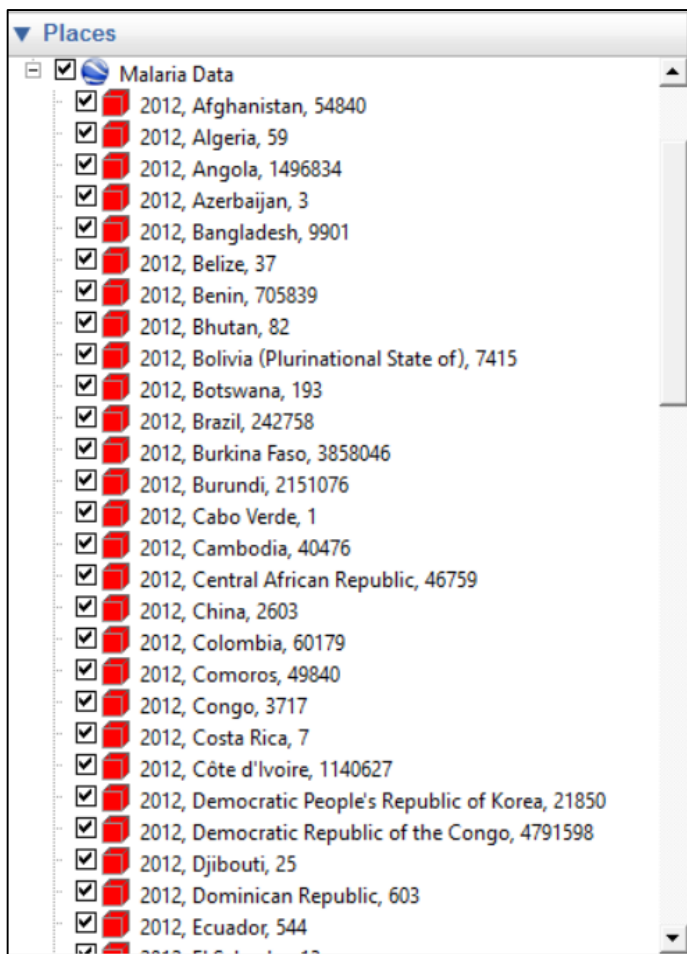 Places
Malaria Data
2012, Afghanistan, 54840
2012, Algeria, 59
2012, Angola, 1496834
2012, Azerbaijan, 3
2012, Bangladesh, 9901
2012, Belize, 37
2012, Benin, 705839
2012, Bhutan, 82
2012, Bolivia (Plurinational State of), 7415
2012, Botswana, 193
2012, Brazil, 242758
2012, Burkina Faso, 3858046
2012, Burundi, 2151076
2012, Cabo Verde, 1
2012, Cambodia, 40476
2012, Central African Republic, 46759
2012, China, 2603
2012, Colombia, 60179
2012, Comoros, 49840
2012, Congo, 3717
2012, Costa Rica, 7
2012, Côte d'Ivoire, 1140627
2012, Democratic People's Republic of Korea, 21850
2012, Democratic Republic of the Congo, 4791598
2012, Djibouti, 25
2012, Dominican Republic, 603
2012, Ecuador, 544